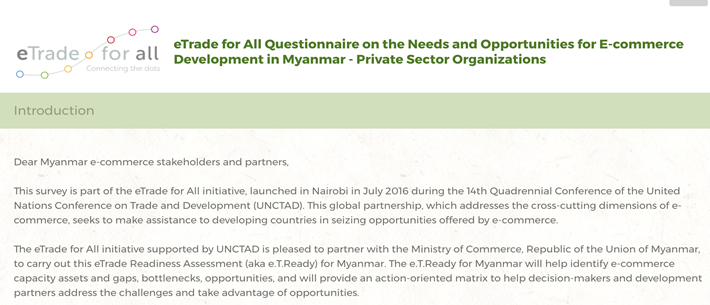 eTrade for all
Connecting the dots
eTrade for All Questionnaire on the Needs and Opportunities for E-commerce
Development in Myanmar - Private Sector Organizations
Introduction
Dear Myanmar e-commerce stakeholders and partners,
This survey is part of the eTrade for All initiative, launched in Nairobi in July 2016 during the 14th Quadrennial Conference of the United
Nations Conference on Trade and Development (UNCTAD). This global partnership, which addresses the cross-cutting dimensions of e-
commerce, seeks to make assistance to developing countries in seizing opportunities offered by e-commerce.
The eTrade for All initiative supported by UNCTAD is pleased to partner with the Ministry of Commerce, Republic of the Union of Myanmar,
to carry out this eTrade Readiness Assessment (aka e.T.Ready) for Myanmar. The e.T.Ready for Myanmar will help identify e-commerce
capacity assets and gaps, bottlenecks, opportunities, and will provide an action-oriented matrix to help decision-makers and development
partners address the challenges and take advantage of opportunities.